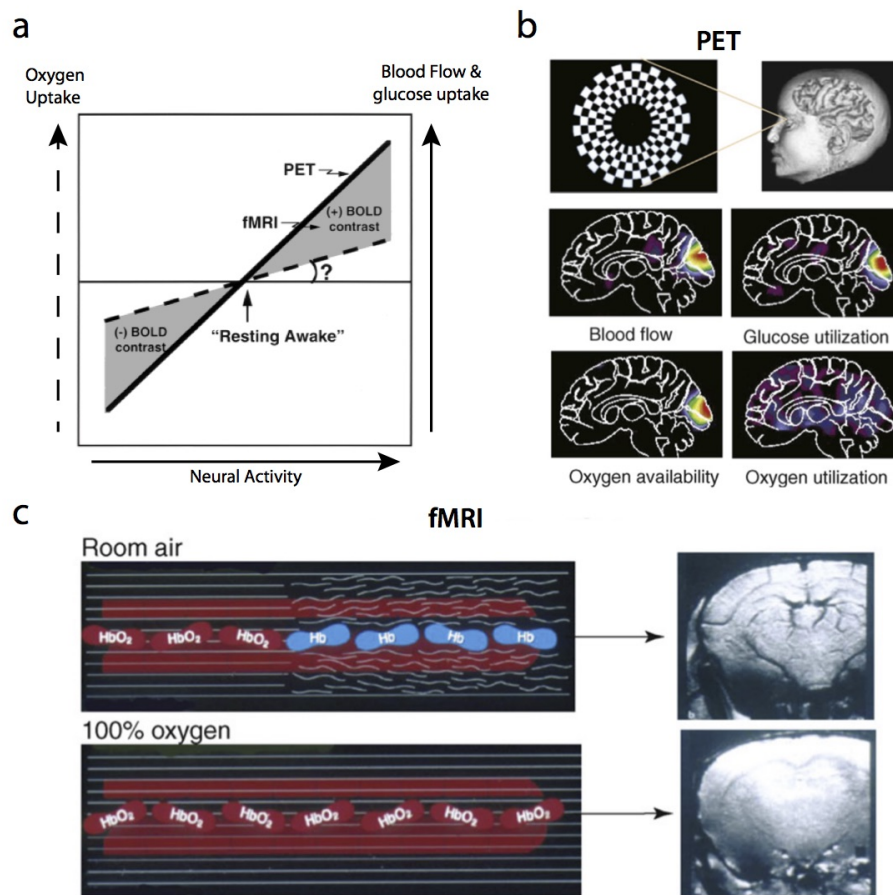 a
Oxygen
Uptake
Blood Flow &
glucose uptake
PET
fMRI
(+) BOLD
contrast
?
(-) BOLD
contrast
“Resting Awake”
Neural Activity
b
PET
Blood flow
Glucose utilization
Oxygen availability
Oxygen utilization
c
fMRI
Room air
HbO₂ HbO₂ HbO₂ Hb Hb Hb Hb
100% oxygen
HbO₂ HbO₂ HbO₂ HbO₂ HbO₂ HbO₂ HbO₂